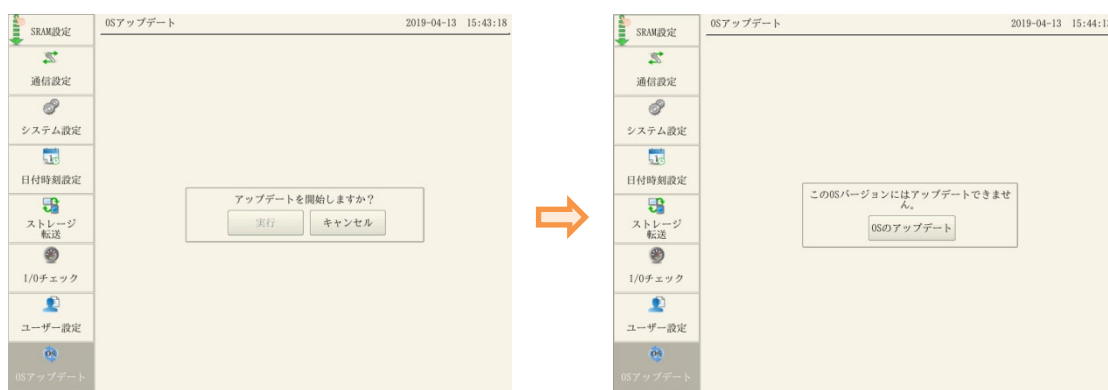 SRAM設定
OSアップデート
2019-04-13 15:43:18
通信設定
システム設定
日付時刻設定
ストレージ
転送
I/Oチェック
ユーザー設定
OSアップデート
アップデートを開始しますか?
実行
キャンセル
SRAM設定
OSアップデート
2019-04-13 15:44:13
通信設定
システム設定
日付時刻設定
ストレージ
転送
I/Oチェック
ユーザー設定
OSアップデート
このOSバージョンにはアップデートできませ
ん。
OSのアップデート